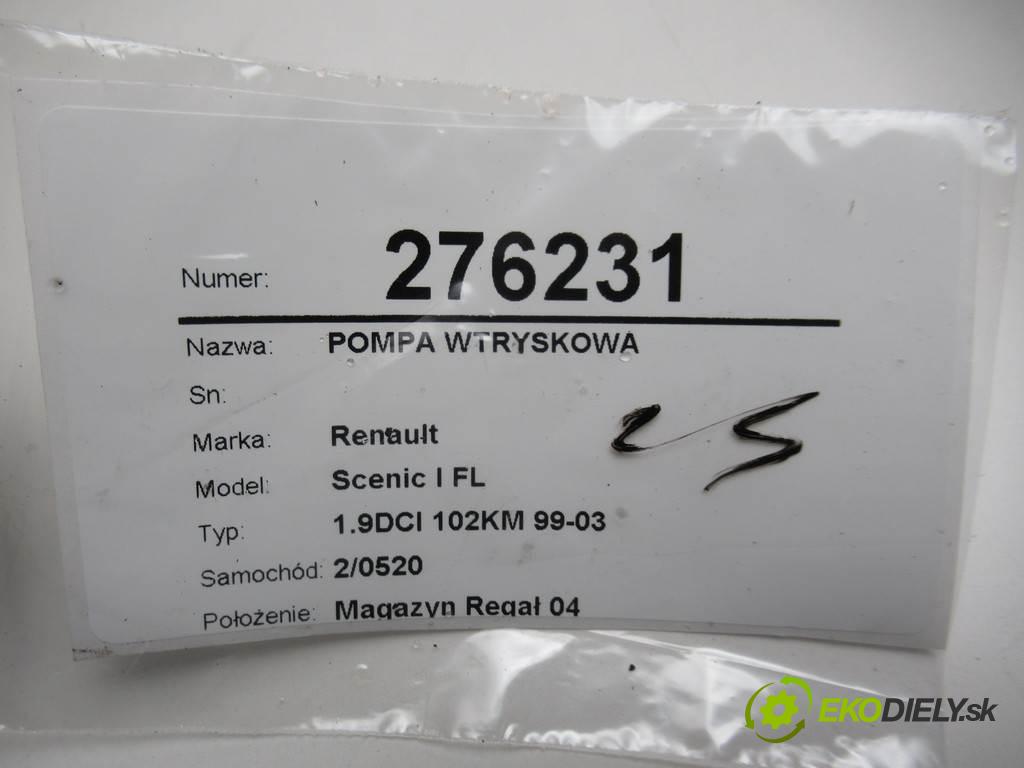 Numer: 276231
Nazwa: POMPA WTRYSKOWA
Sn:
Marka: Renault
Model: Scenic I FL
Typ: 1.9DCI 102KM 99-03
Samochód: 2/0520
Położenie: Magazyn Regał 04
EKODIELY.sk